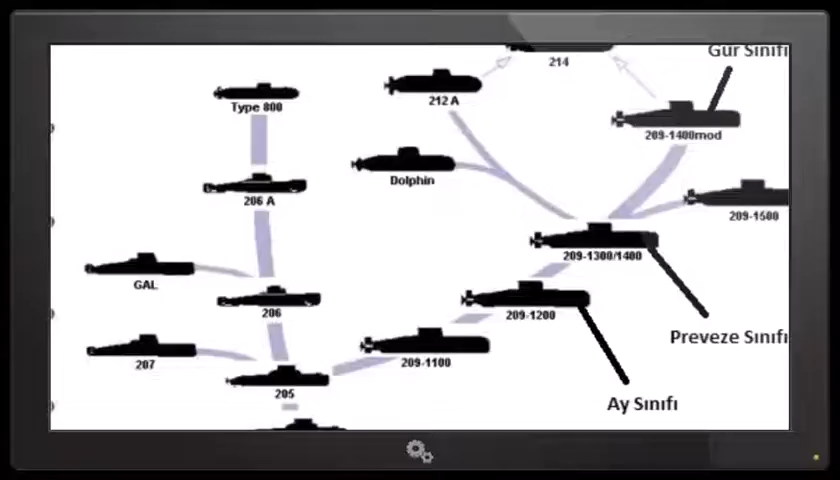 Gür Sınıfı
214
212 A
Type 800
209-1400mod
Dolphin
206 A
209-1500
209-1300/1400
GAL
206
209-1200
Preveze Sınıfı
207
209-1100
205
Ay Sınıfı